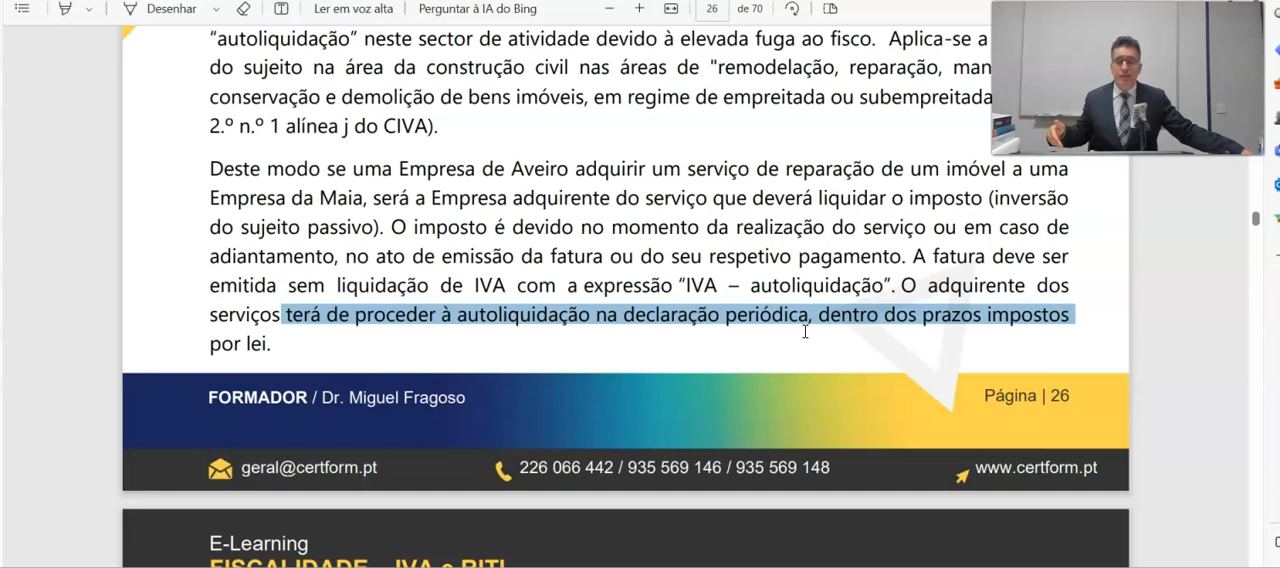 Desenhar
Ler em voz alta
Perguntar à IA do Bing
26
de 70
“autoliquidação” neste sector de atividade devido à elevada fuga ao fisco. Aplica-se a
do sujeito na área da construção civil nas áreas de "remodelação, reparação, man
conservação e demolição de bens imóveis, em regime de empreitada ou subempreitada
2.º n.º 1 alínea j do CIVA).
Deste modo se uma Empresa de Aveiro adquirir um serviço de reparação de um imóvel a uma
Empresa da Maia, será a Empresa adquirente do serviço que deverá liquidar o imposto (inversão
do sujeito passivo). O imposto é devido no momento da realização do serviço ou em caso de
adiantamento, no ato de emissão da fatura ou do seu respetivo pagamento. A fatura deve ser
emitida sem liquidação de IVA com a expressão “IVA – autoliquidação”. O adquirente dos
serviços terá de proceder à autoliquidação na declaração periódica, dentro dos prazos impostos
por lei.
FORMADOR / Dr. Miguel Fragoso
Página | 26
geral@certform.pt
226 066 442 / 935 569 146 / 935 569 148
www.certform.pt
E-Learning
FISCALIDADE – IVA e RITI